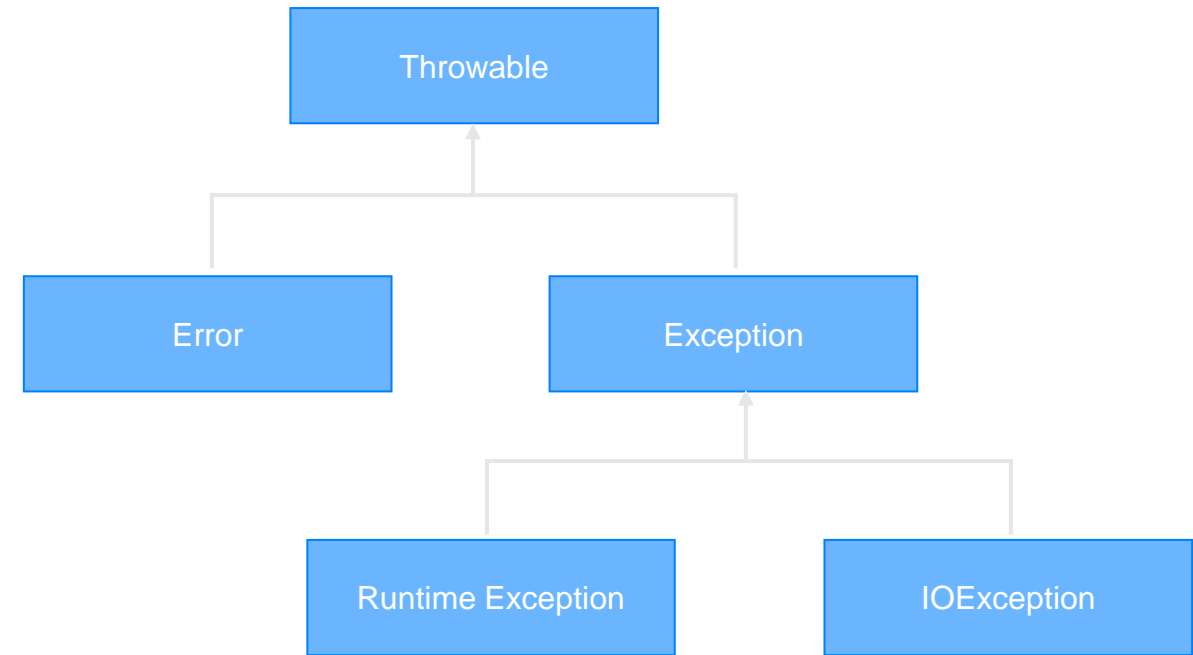 Throwable
Error
Exception
Runtime Exception
IOException